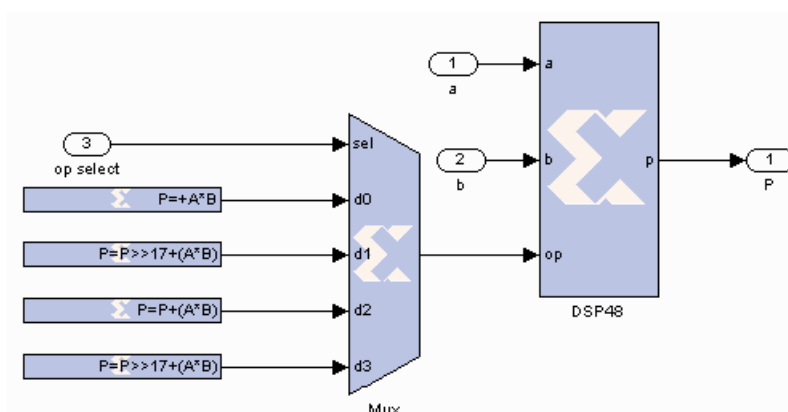 1
a
a
3
op select
sel
2
b
b
p
1
P
P=+A*B
d0
P=P>>17+(A*B)
d1
op
P=P+(A*B)
d2
DSP48
P=P>>17+(A*B)
d3
Mux